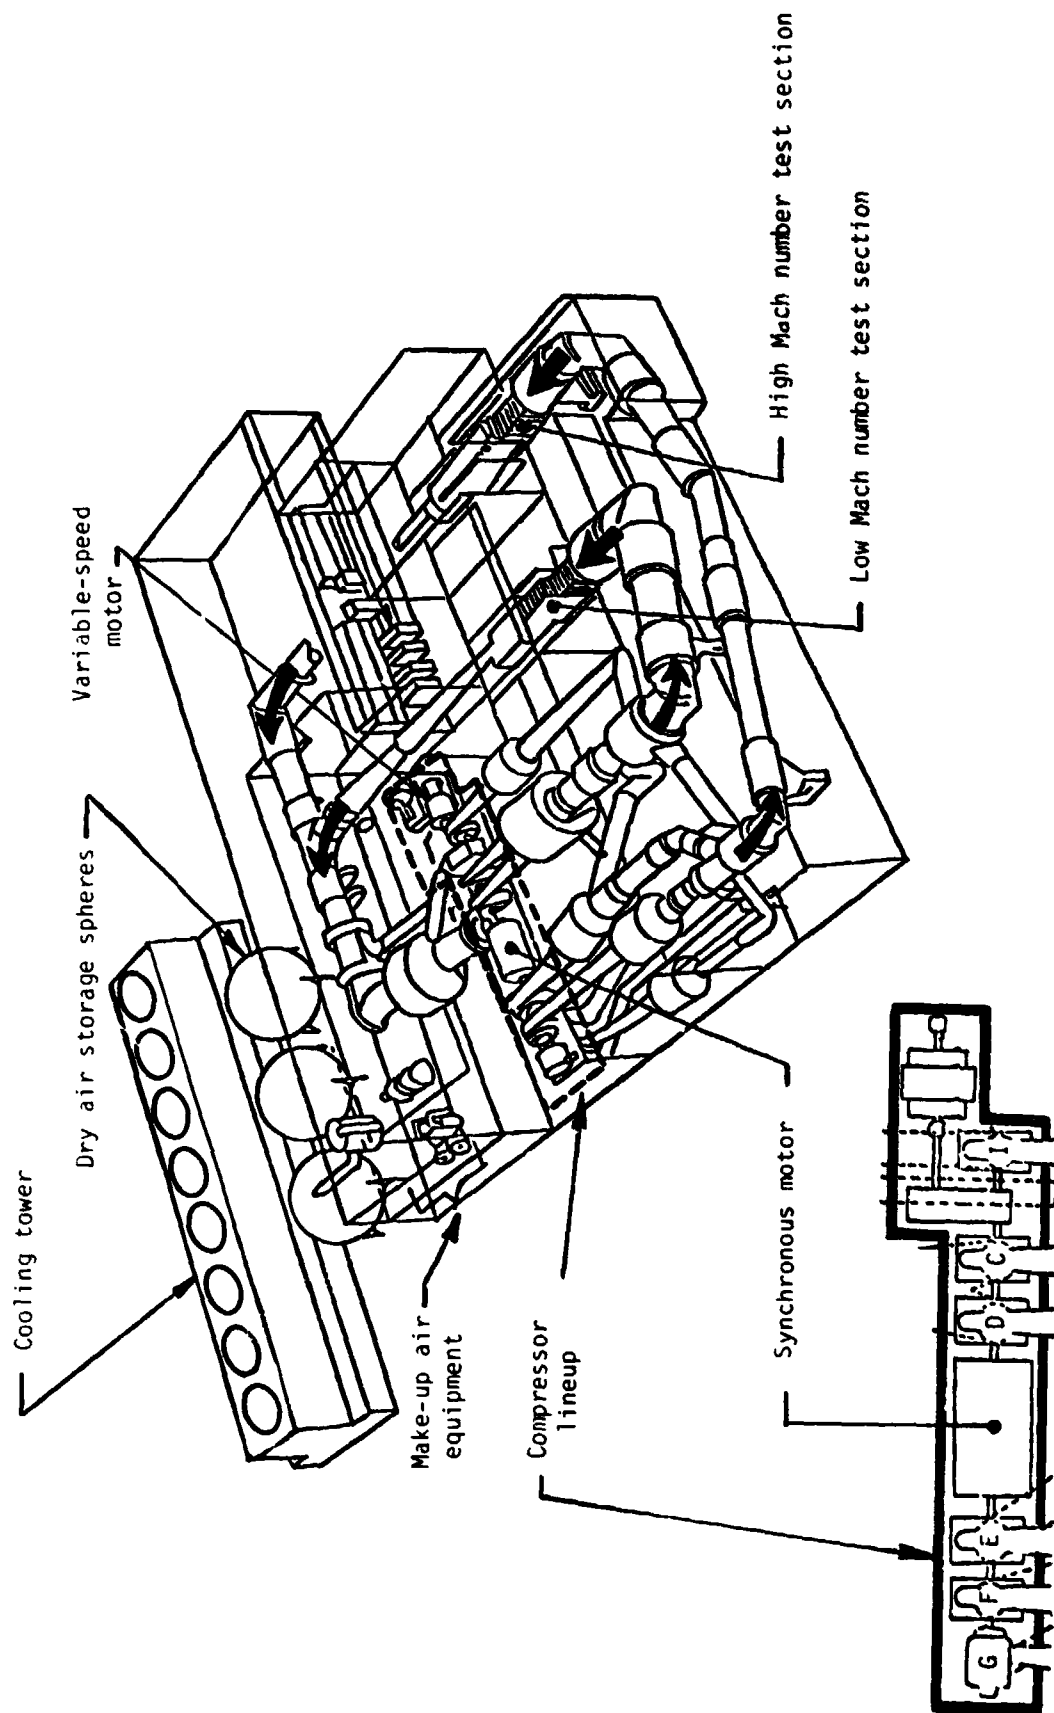 Cooling tower
Dry air storage spheres
Variable-speed
motor
Make-up air
equipment
Compressor
lineup
Synchronous motor
High Mach number test section
Low Mach number test section
G
F
E
D
C
I